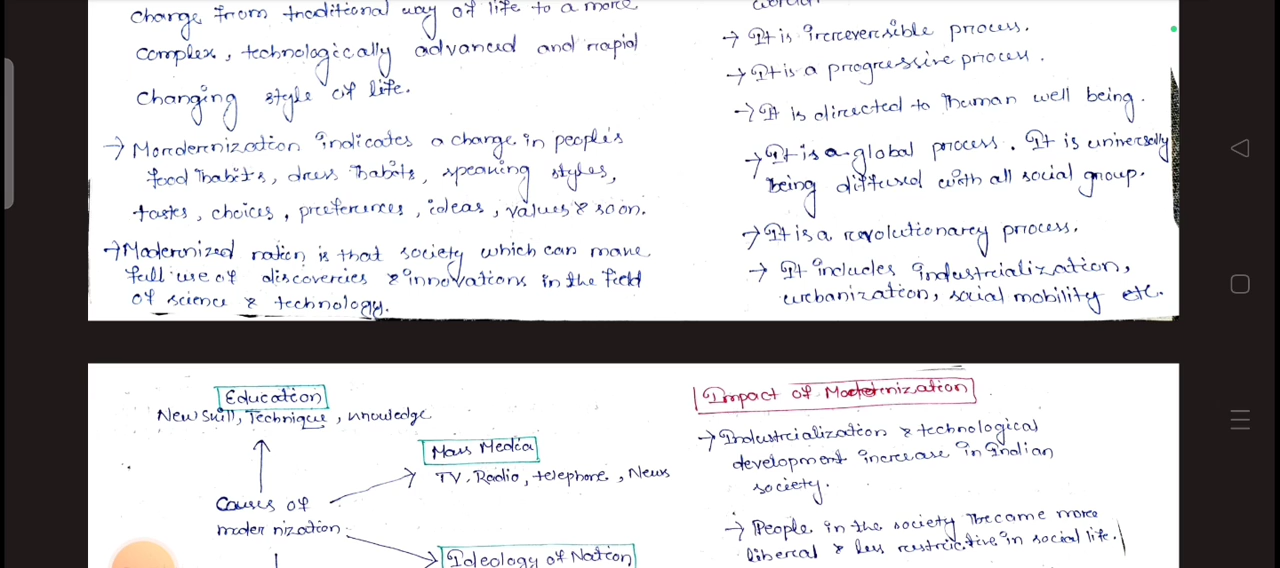 change from traditional way of life to a more
complex, technologically advanced and rapid
changing style of life.
→ Mordernization indicates a change in people's
food habits, dress habits, speaking styles,
tastes, choices, preferences, ideas, values & so on.
→ Modernized nation is that society which can make
full use of discoveries & innovations in the field
of science & technology.
→ It is irreversible process.
→ It is a progressive process.
→ It is directed to human well being.
→ It is a global process. It is universally
being diffused with all social group.
→ It is a revolutionary process.
→ It includes industrialization,
urbanization, social mobility etc.
Education
New skill, Technique, knowledge
Mass Media
TV, Radio, telephone, News
Causes of
modernization
Ideology of Nation
Impact of Modernization
→ Industrialization & technological
development increase in Indian
society.
→ People in the society become more
liberal & less restrictive in social life.